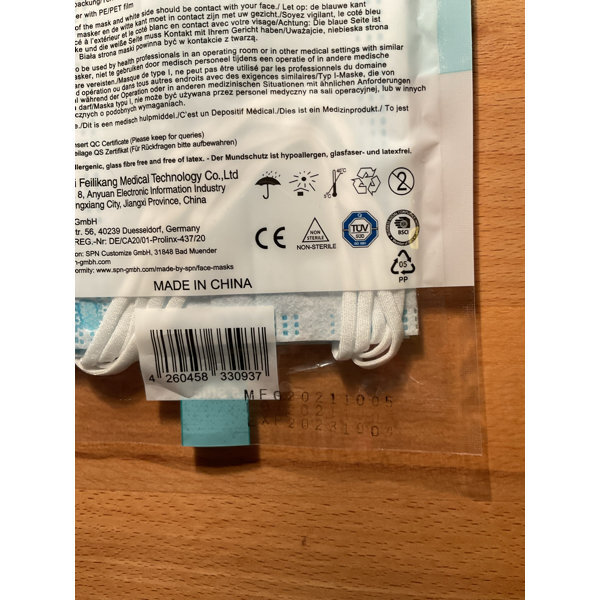 er with PE/PET film
of the mask and white side should be contact with your face./ Let op: de blauwe kant
masker en de witte kant moet in contact zijn met uw gezicht./Soyez vigilant, le coté bleu
cé à l'extérieur et le coté blanc en contact avec votre visage/Achtung: Die blaue Seite ist
ke und die weiße Seite muss Kontakt mit Ihrem Gericht haben/Uważajcie, niebieska strona
Biała strona maski powinna być w kontakcie z twarzą.
to be used by health professionals in an operating room or in other medical settings with similar
asker, niet te gebruiken door medisch personeel tijdens een operatie of in andere medische
are vereisten./Masque de type I, ne peut pas être utilisé par les professionels du domaine
d opération ou dans tous autres endroits avec des exigences similaires/Typ I-Maske, die von
al während der Operation oder in anderen medizinischen Situationen mit ähnlichen Anforderungen
darf/Maska typu I, nie może być używana przez personel medyczny na sali operacyjnej, lub w innych
cznych o podobnych wymaganiach.
e./Dit is een medisch hulpmiddel./C'est un Depositif Médical./Dies ist ein Medizinprodukt./ To jest
nsert QC Certificate (Please keep for queries)
eilage QS Zertifikat (Für Rückfragen bitte aufbewahren)
llergenic, glass fibre free and free of latex. - Der Mundschutz ist hypoallergen, glasfaser- und latexfrei.
i Feilikang Medical Technology Co.,Ltd
8, Anyuan Electronic Information Industry
ngxiang City, Jiangxi Province, China
GmbH
tr. 56, 40239 Duesseldorf, Germany
REG.-Nr: DE/CA20/01-Prolinx-437/20
on: SPN Customize GmbH, 31848 Bad Muender
n-gmbh.com
ormity: www.spn-gmbh.com/made-by-spn/face-masks
CE
NON
STERILE
NON-STERILE
TÜV
SÜD
BSCI
05
PP
MADE IN CHINA
4 260458 330937
MFG20211005
EXP20231004